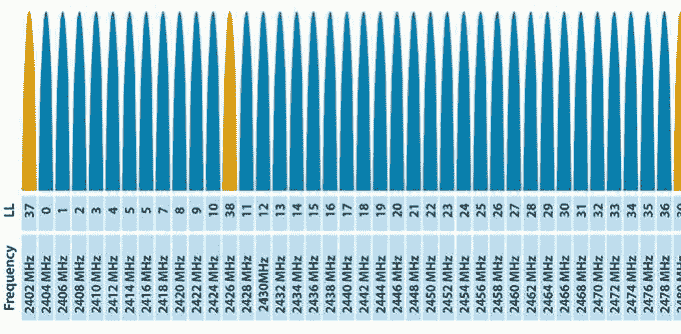 LL 37 0 1 2 3 4 5 5 7 8 9 10 38 11 12 13 14 15 16 17 18 19 20 21 22 23 24 25 26 27 28 29 30 31 32 33 34 35 36
Frequency 2402 MHz 2404 MHz 2406 MHz 2408 MHz 2410 MHz 2412 MHz 2414 MHz 2416 MHz 2418 MHz 2420 MHz 2422 MHz 2424 MHz 2426 MHz 2428 MHz 2430MHz 2432 MHz 2434 MHz 2436 MHz 2438 MHz 2440 MHz 2442 MHz 2444 MHz 2446 MHz 2448 MHz 2450 MHz 2452 MHz 2454 MHz 2456 MHz 2458 MHz 2460 MHz 2462 MHz 2464 MHz 2466 MHz 2468 MHz 2470 MHz 2472 MHz 2474 MHz 2476 MHz 2478 MHz